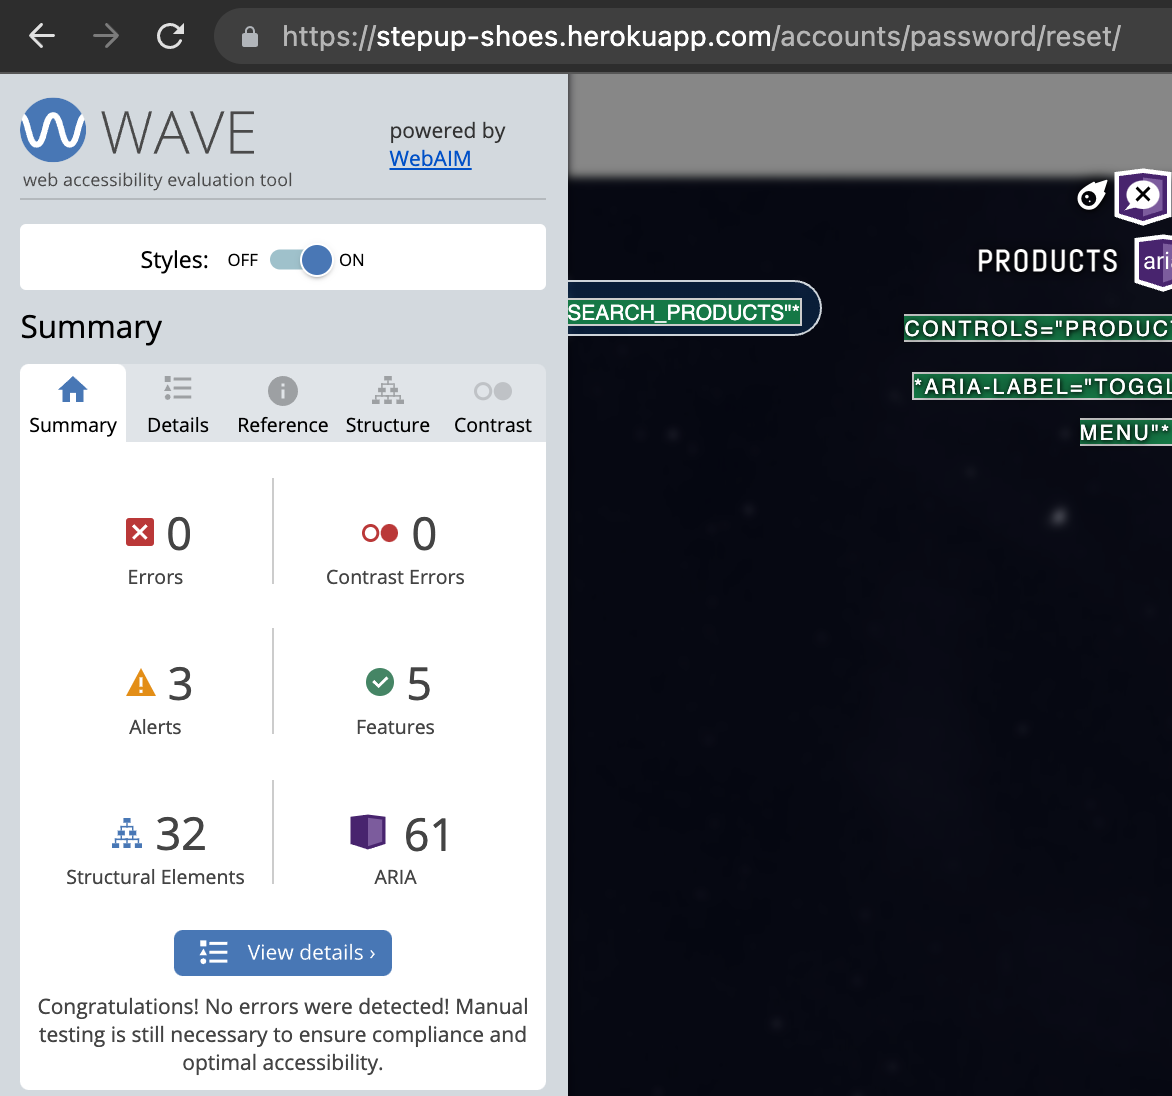 https://stepup-shoes.herokuapp.com/accounts/password/reset/
WAVE
web accessibility evaluation tool
powered by
WebAIM
Styles: OFF ON
Summary
Summary Details Reference Structure Contrast
0
Errors
0
Contrast Errors
3
Alerts
5
Features
32
Structural Elements
61
ARIA
View details ›
Congratulations! No errors were detected! Manual
testing is still necessary to ensure compliance and
optimal accessibility.
SEARCH_PRODUCTS"*
PRODUCTS
CONTROLS="PRODUC
*ARIA-LABEL="TOGGL
MENU"*